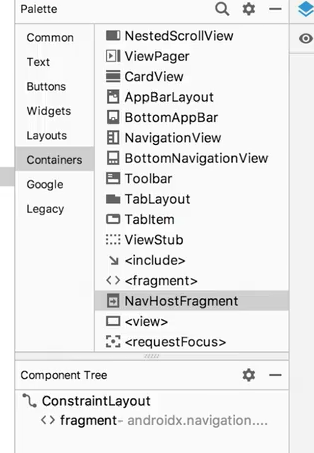 Palette
Common
Text
Buttons
Widgets
Layouts
Containers
Google
Legacy
NestedScrollView
ViewPager
CardView
AppBarLayout
BottomAppBar
NavigationView
BottomNavigationView
Toolbar
TabLayout
TabItem
ViewStub
<include>
<fragment>
NavHostFragment
<view>
<requestFocus>
Component Tree
ConstraintLayout
<> fragment– androidx.navigation....